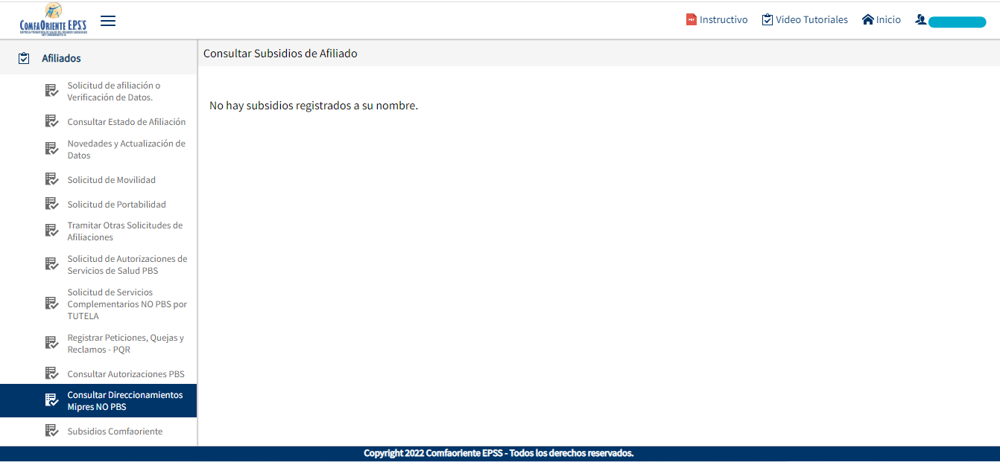 COMFAORIENTE EPS'S
Instructivo
Video Tutoriales
Inicio
Afiliados
Consultar Subsidios de Afiliado
Solicitud de afiliación o
Verificación de Datos.
No hay subsidios registrados a su nombre.
Consultar Estado de Afiliación
Novedades y Actualización de
Datos
Solicitud de Movilidad
Solicitud de Portabilidad
Tramitar Otras Solicitudes de
Afiliaciones
Solicitud de Autorizaciones de
Servicios de Salud PBS
Solicitud de Servicios
Complementarios NO PBS por
TUTELA
Registrar Peticiones, Quejas y
Reclamos - PQR
Consultar Autorizaciones PBS
Consultar Direccionamientos
Mipres NO PBS
Subsidios Comfaoriente
Copyright 2022 Comfaoriente EPSS - Todos los derechos reservados.